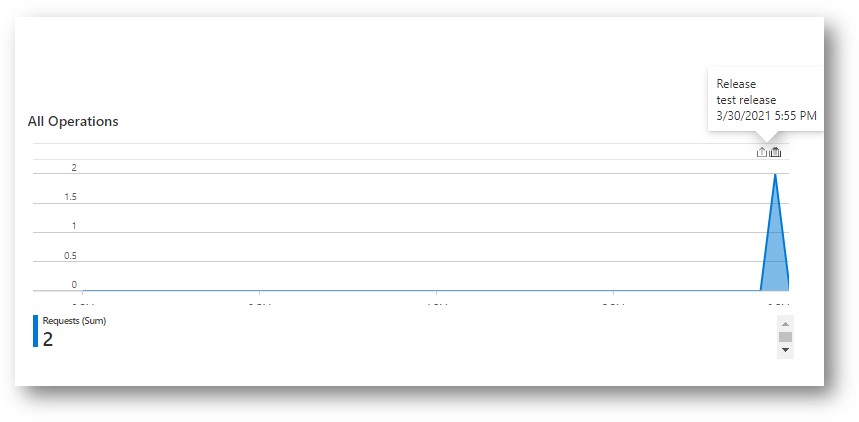 Release
test release
3/30/2021 5:55 PM
All Operations
2
1.5
1
0.5
0
Requests (Sum)
2